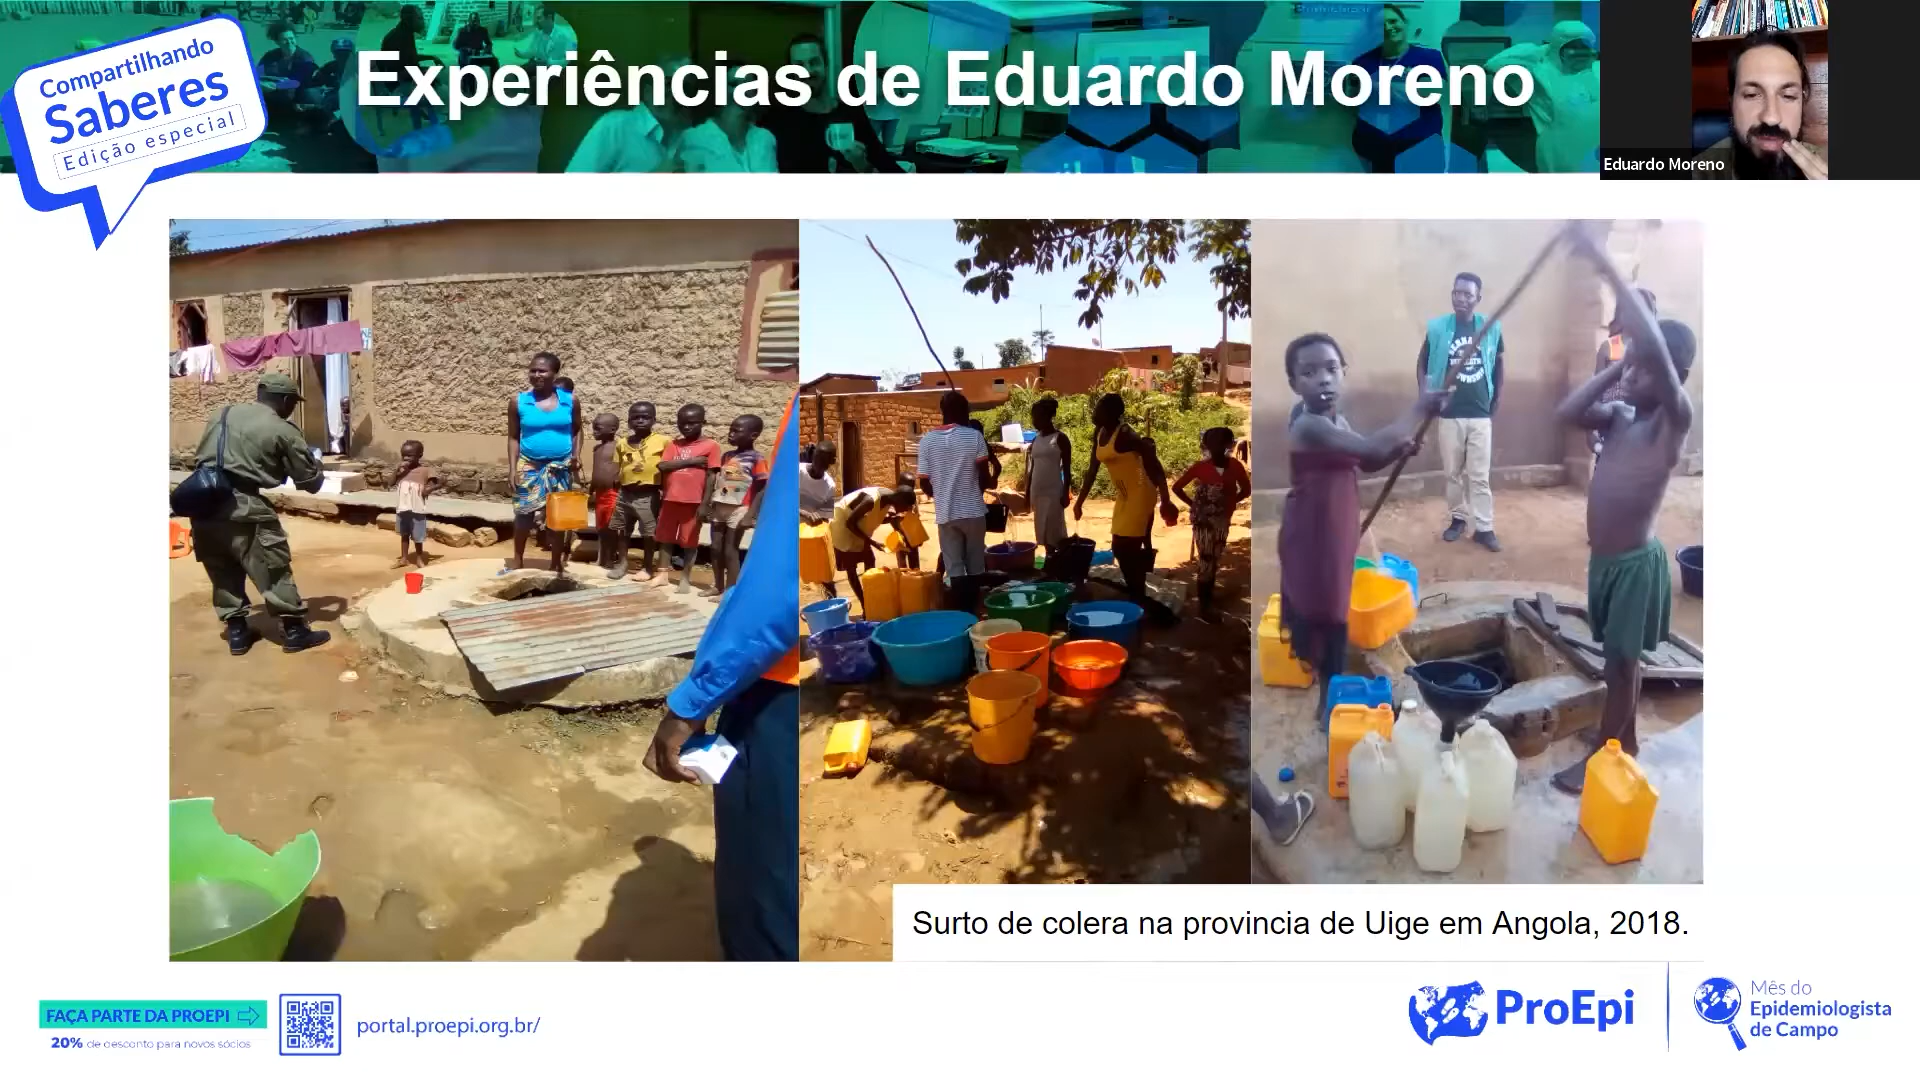 Compartilhando
Saberes
Edição especial
Experiências de Eduardo Moreno
Eduardo Moreno
Surto de colera na provincia de Uige em Angola, 2018.
FAÇA PARTE DA PROEPI
20% de desconto para novos sócios
portal.proepi.org.br/
ProEpi
Mês do
Epidemiologista
de Campo